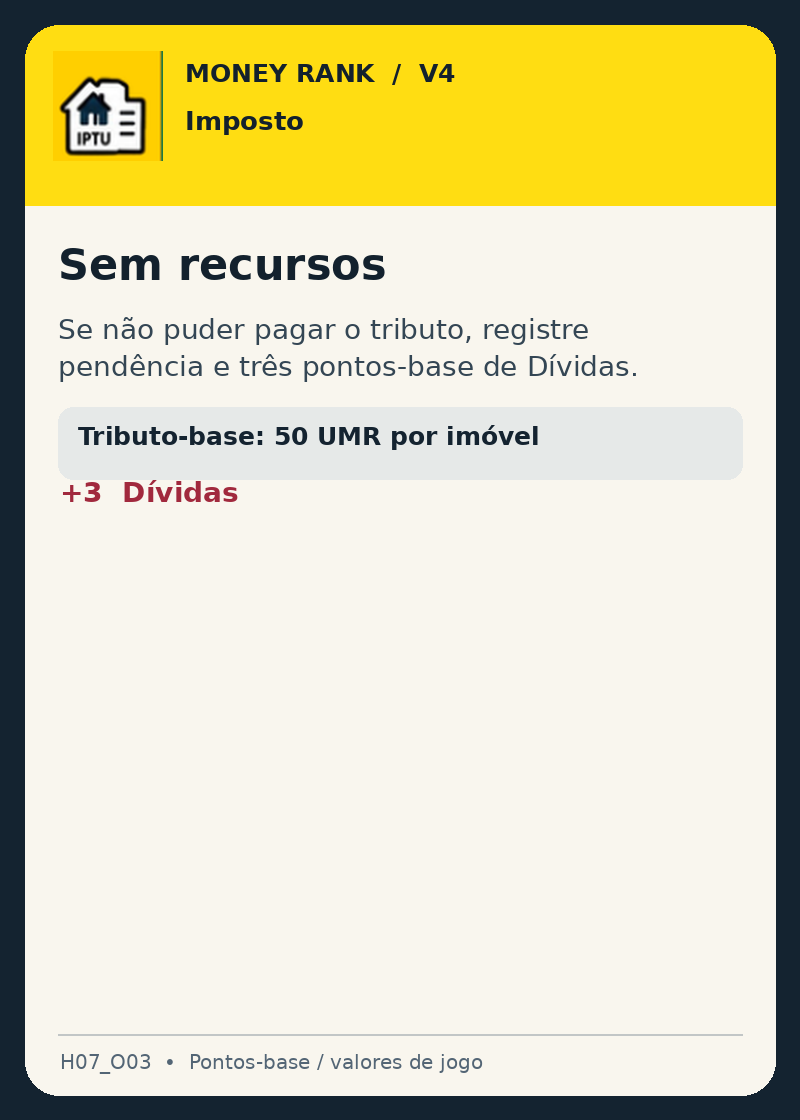 IPTU
MONEY RANK / V4
Imposto
Sem recursos
Se não puder pagar o tributo, registre
pendência e três pontos-base de Dívidas.
Tributo-base: 50 UMR por imóvel
+3 Dívidas
H07_O03 • Pontos-base / valores de jogo